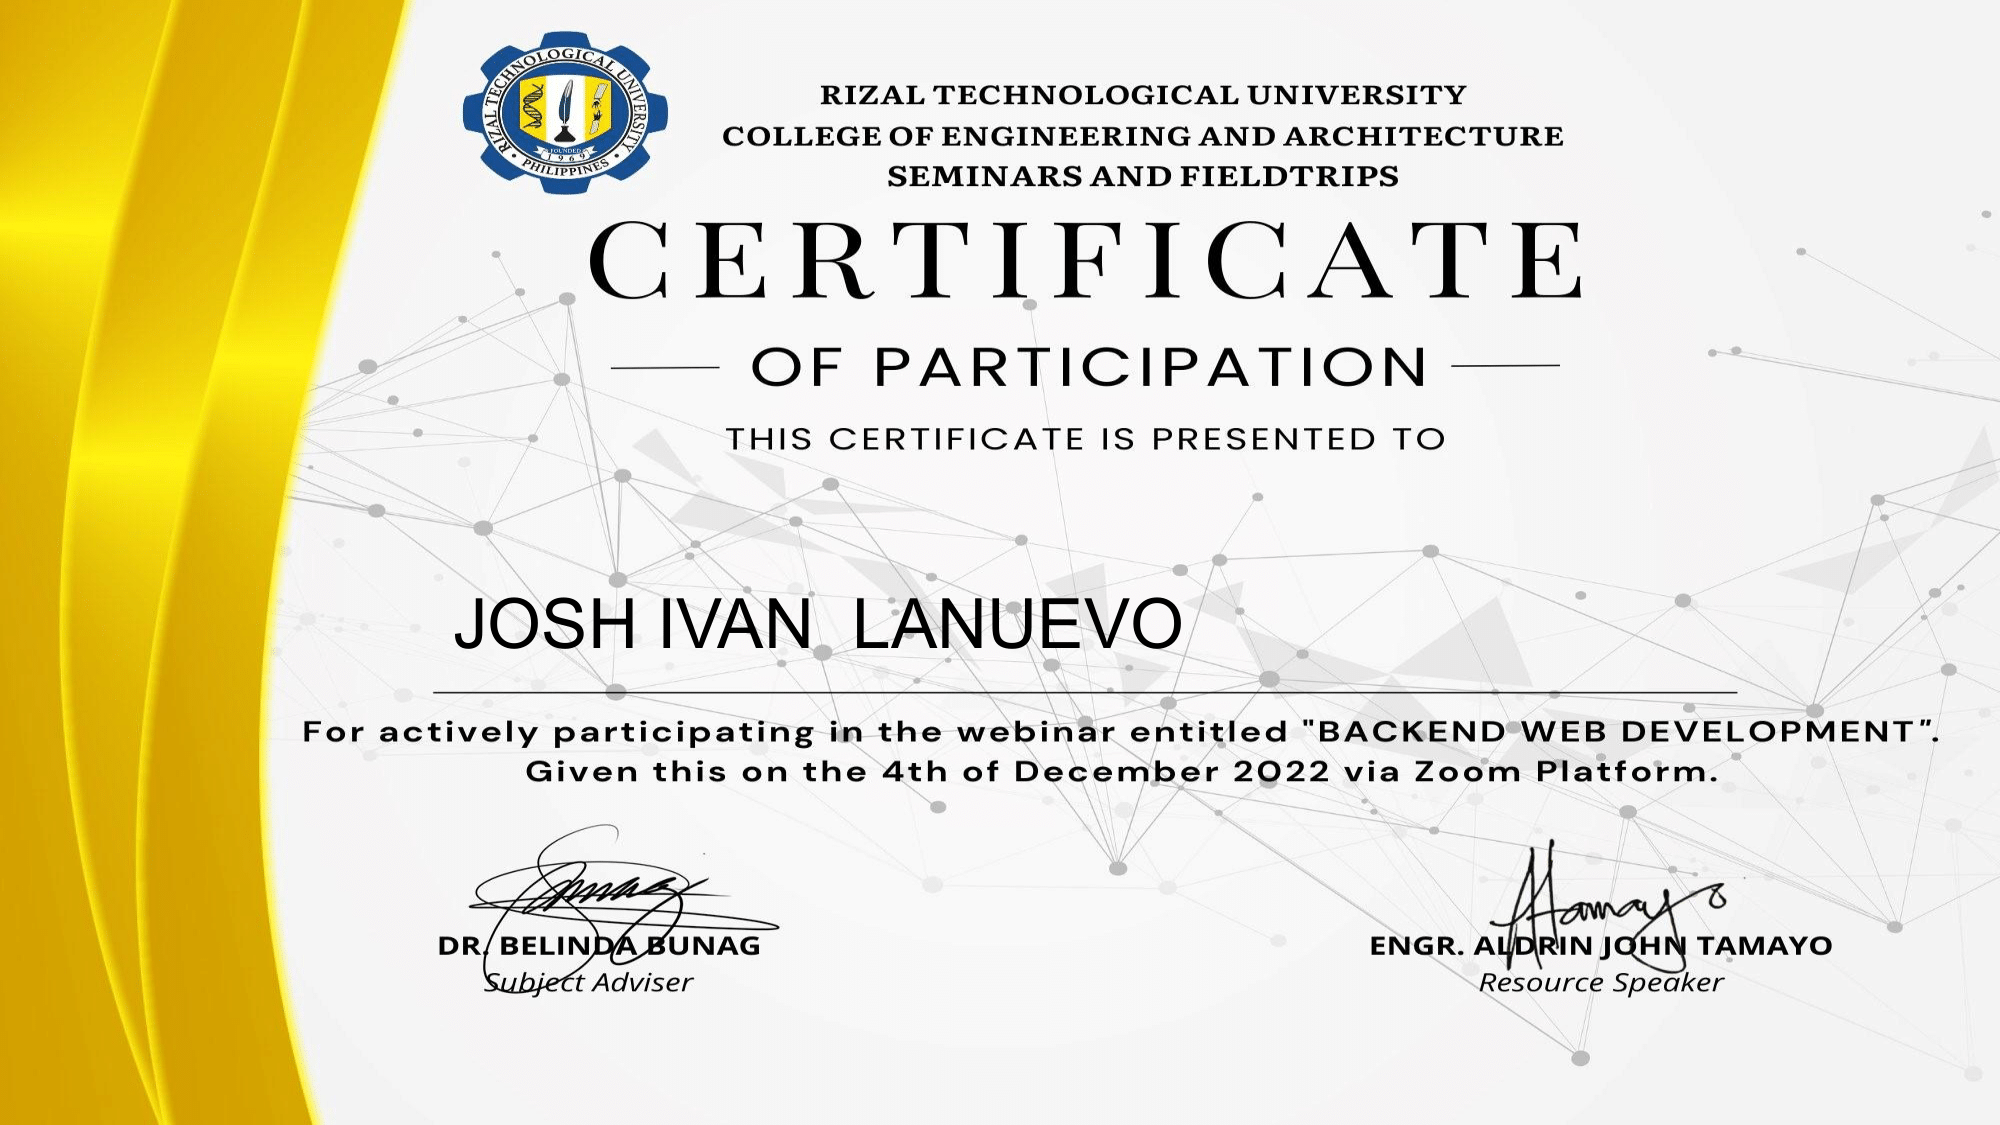 RIZAL TECHNOLOGICAL UNIVERSITY
PHILIPPINES
FOUNDED
1969
RIZAL TECHNOLOGICAL UNIVERSITY
COLLEGE OF ENGINEERING AND ARCHITECTURE
SEMINARS AND FIELDTRIPS
CERTIFICATE
OF PARTICIPATION
THIS CERTIFICATE IS PRESENTED TO
JOSH IVAN  LANUEVO
For actively participating in the webinar entitled "BACKEND WEB DEVELOPMENT".
Given this on the 4th of December 2022 via Zoom Platform.
DR. BELINDA BUNAG
Subject Adviser
ENGR. ALDRIN JOHN TAMAYO
Resource Speaker